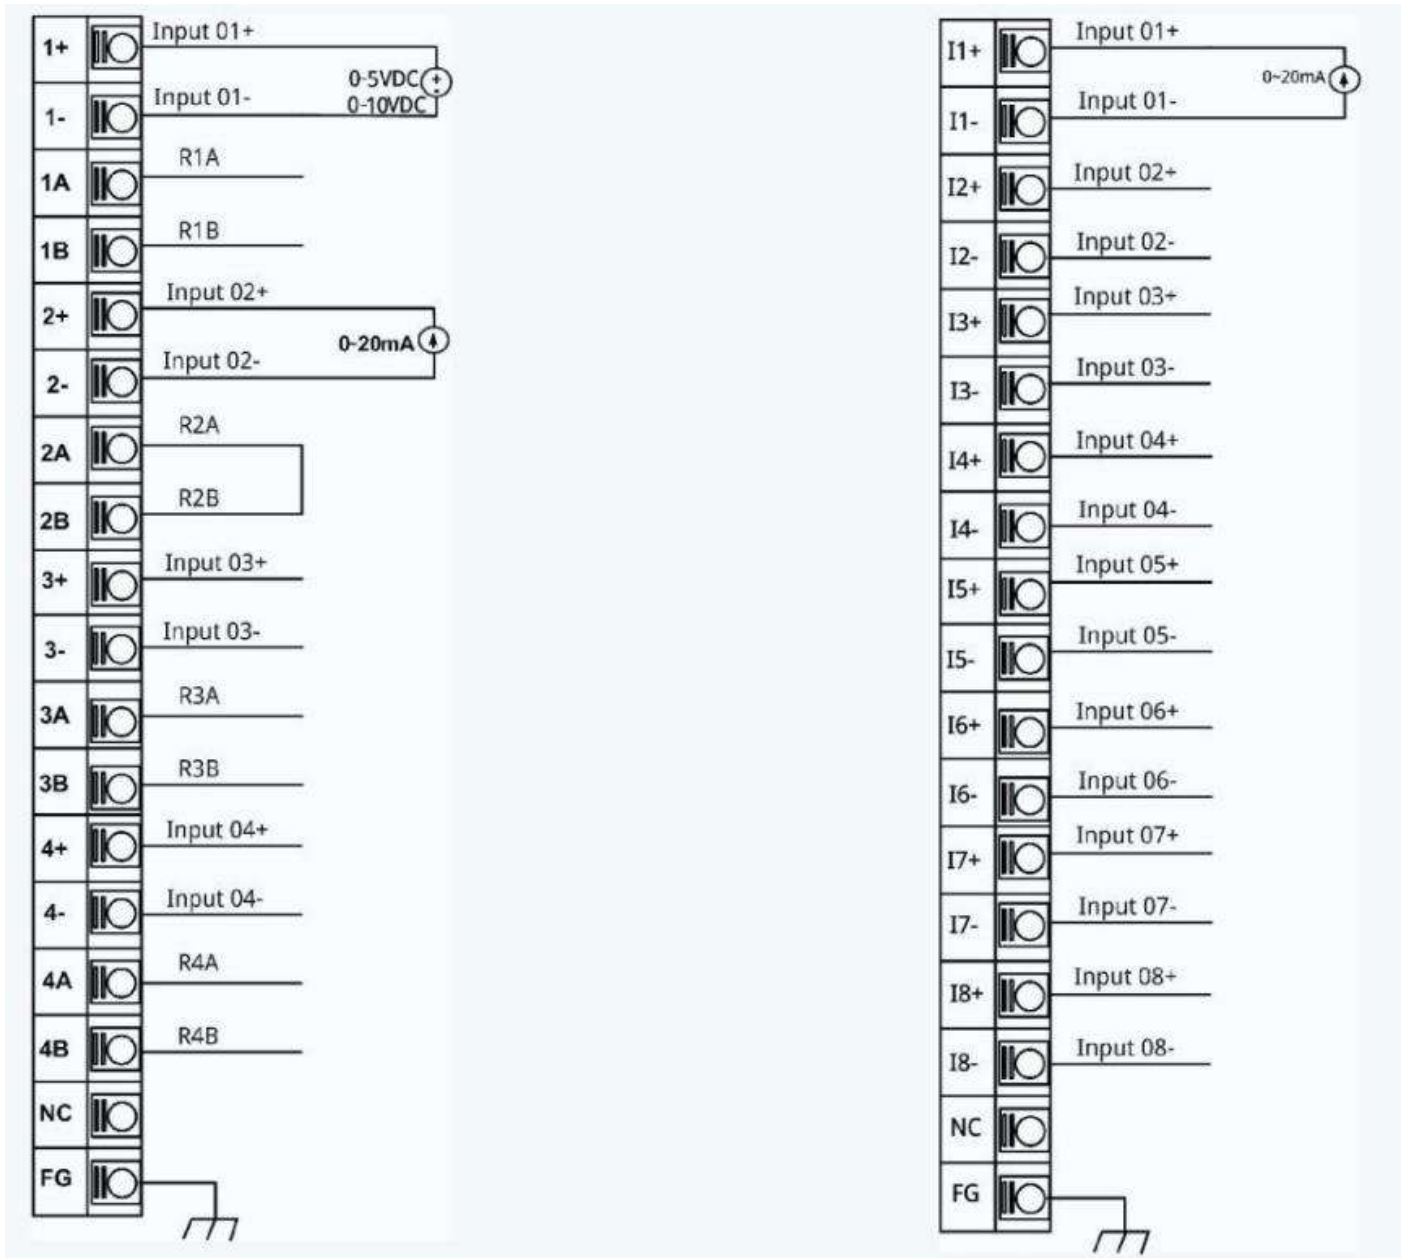 1+ Input 01+
0-5VDC
0-10VDC
+
-
1- Input 01-
1A R1A
1B R1B
2+ Input 02+
0-20mA
2- Input 02-
2A R2A
2B R2B
3+ Input 03+
3- Input 03-
3A R3A
3B R3B
4+ Input 04+
4- Input 04-
4A R4A
4B R4B
NC
FG
I1+ Input 01+
0~20mA
I1- Input 01-
I2+ Input 02+
I2- Input 02-
I3+ Input 03+
I3- Input 03-
I4+ Input 04+
I4- Input 04-
I5+ Input 05+
I5- Input 05-
I6+ Input 06+
I6- Input 06-
I7+ Input 07+
I7- Input 07-
I8+ Input 08+
I8- Input 08-
NC
FG